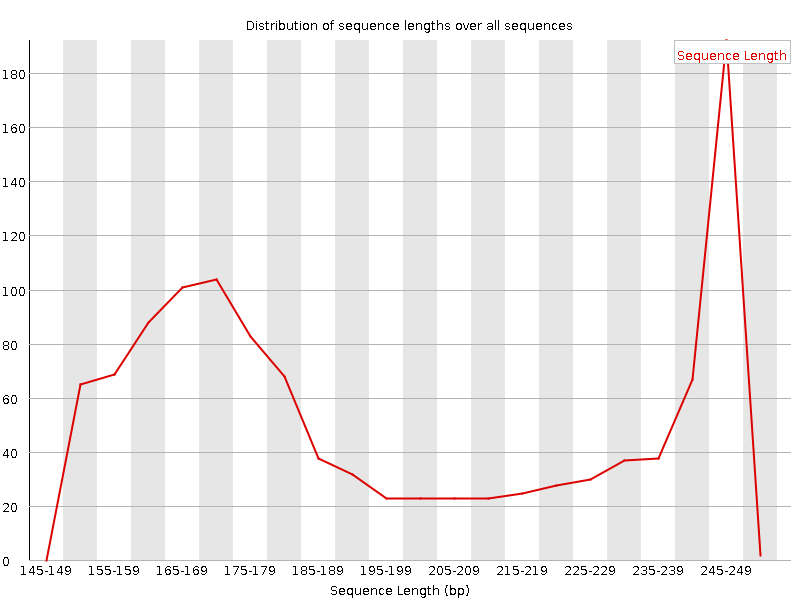 Distribution of sequence lengths over all sequences
Sequence Length
180
160
140
120
100
80
60
40
20
0
145-149 155-159 165-169 175-179 185-189 195-199 205-209 215-219 225-229 235-239 245-249
Sequence Length (bp)